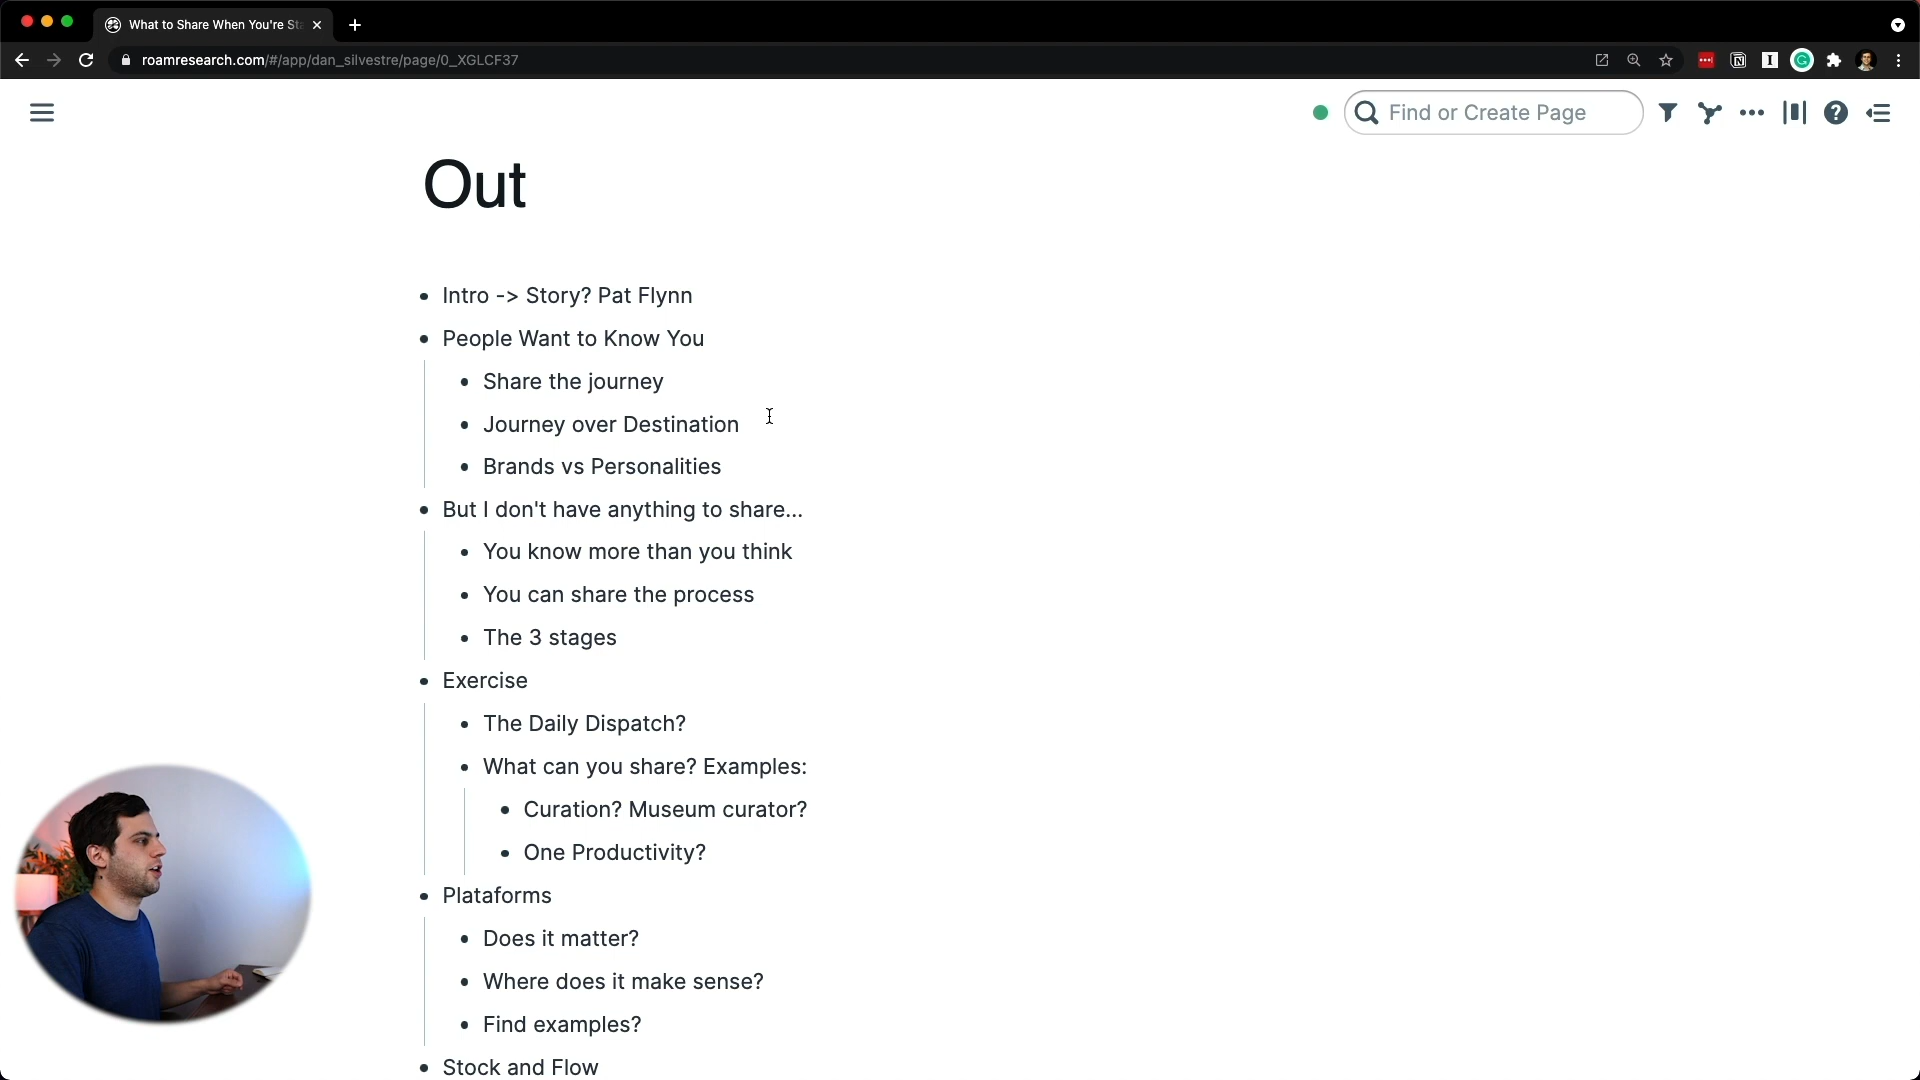 What to Share When You're Sta
roamresearch.com/#/app/dan_silvestre/page/0_XGLCF37
Find or Create Page
Out
Intro -> Story? Pat Flynn
People Want to Know You
Share the journey
Journey over Destination
Brands vs Personalities
But I don't have anything to share...
You know more than you think
You can share the process
The 3 stages
Exercise
The Daily Dispatch?
What can you share? Examples:
Curation? Museum curator?
One Productivity?
Plataforms
Does it matter?
Where does it make sense?
Find examples?
Stock and Flow